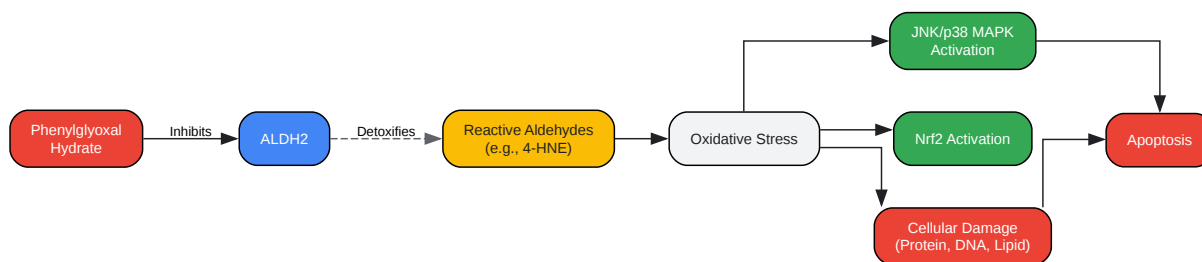 Phenylglyoxal
Hydrate
Inhibits
ALDH2
Detoxifies
Reactive Aldehydes
(e.g., 4-HNE)
Oxidative Stress
JNK/p38 MAPK
Activation
Nrf2 Activation
Cellular Damage
(Protein, DNA, Lipid)
Apoptosis